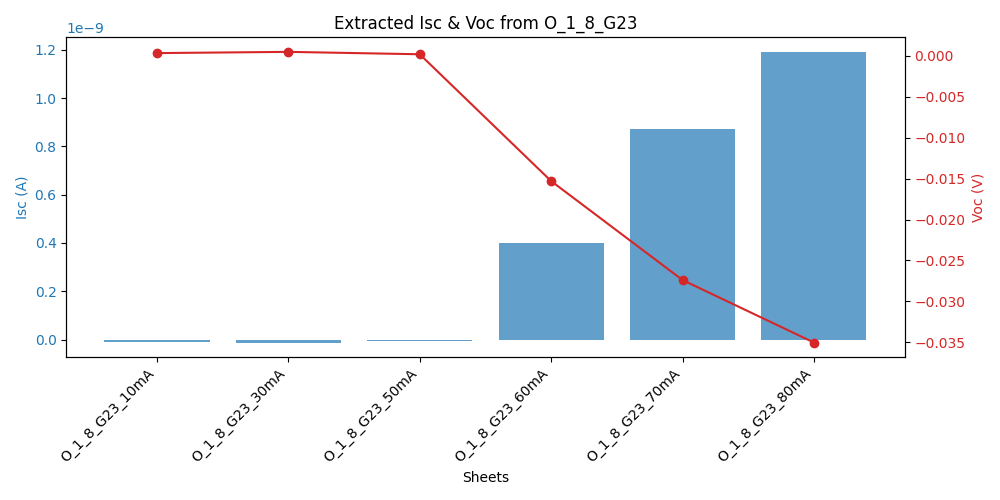 Extracted Isc & Voc from O_1_8_G23
1e−9
1.2
1.0
0.8
0.6
0.4
0.2
0.0
Isc (A)
0.000
−0.005
−0.010
−0.015
−0.020
−0.025
−0.030
−0.035
Voc (V)
O_1_8_G23_10mA
O_1_8_G23_30mA
O_1_8_G23_50mA
O_1_8_G23_60mA
O_1_8_G23_70mA
O_1_8_G23_80mA
Sheets